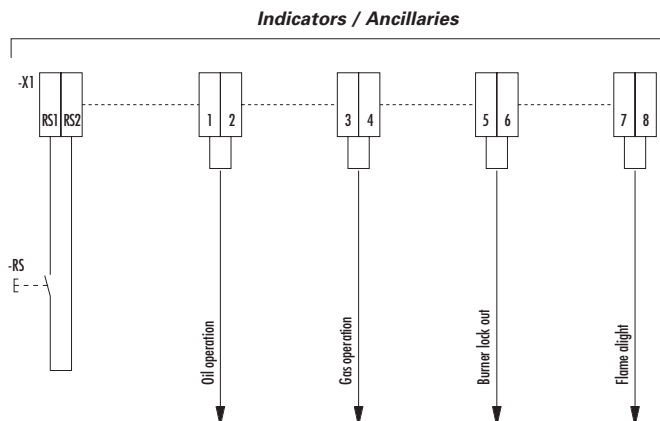 Indicators / Ancillaries
-X1
RS1 RS2 1 2 3 4 5 6 7 8
-RS
E
Oil operation
Gas operation
Burner lock out
Flame alight